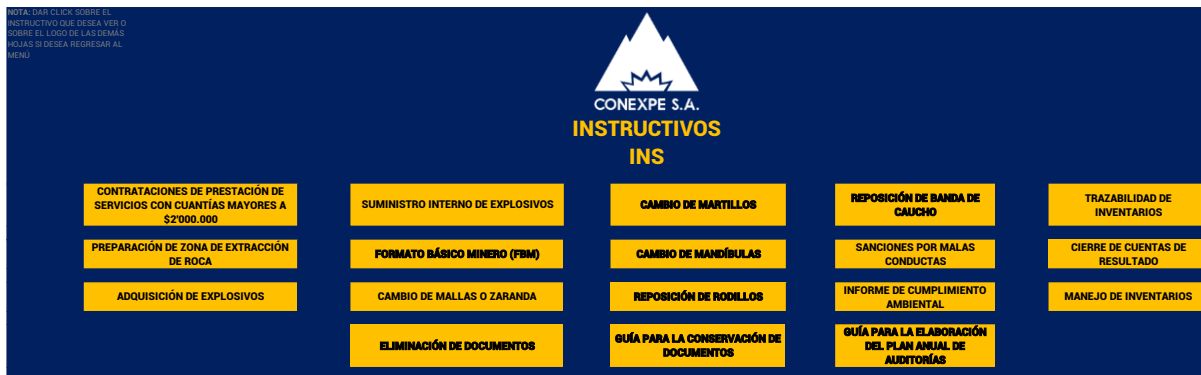 NOTA: DAR CLICK SOBRE EL
INSTRUCTIVO QUE DESEA VER O
SOBRE EL LOGO DE LAS DEMÁS
HOJAS SI DESEA REGRESAR AL
MENÚ
CONEXPE S.A.
INSTRUCTIVOS
INS
CONTRATACIONES DE PRESTACIÓN DE
SERVICIOS CON CUANTÍAS MAYORES A
$2'000.000
SUMINISTRO INTERNO DE EXPLOSIVOS
CAMBIO DE MARTILLOS
REPOSICIÓN DE BANDA DE
CAUCHO
TRAZABILIDAD DE
INVENTARIOS
PREPARACIÓN DE ZONA DE EXTRACCIÓN
DE ROCA
FORMATO BÁSICO MINERO (FBM)
CAMBIO DE MANDÍBULAS
SANCIONES POR MALAS
CONDUCTAS
CIERRE DE CUENTAS DE
RESULTADO
ADQUISICIÓN DE EXPLOSIVOS
CAMBIO DE MALLAS O ZARANDA
REPOSICIÓN DE RODILLOS
INFORME DE CUMPLIMIENTO
AMBIENTAL
MANEJO DE INVENTARIOS
ELIMINACIÓN DE DOCUMENTOS
GUÍA PARA LA CONSERVACIÓN DE
DOCUMENTOS
GUÍA PARA LA ELABORACIÓN
DEL PLAN ANUAL DE
AUDITORÍAS